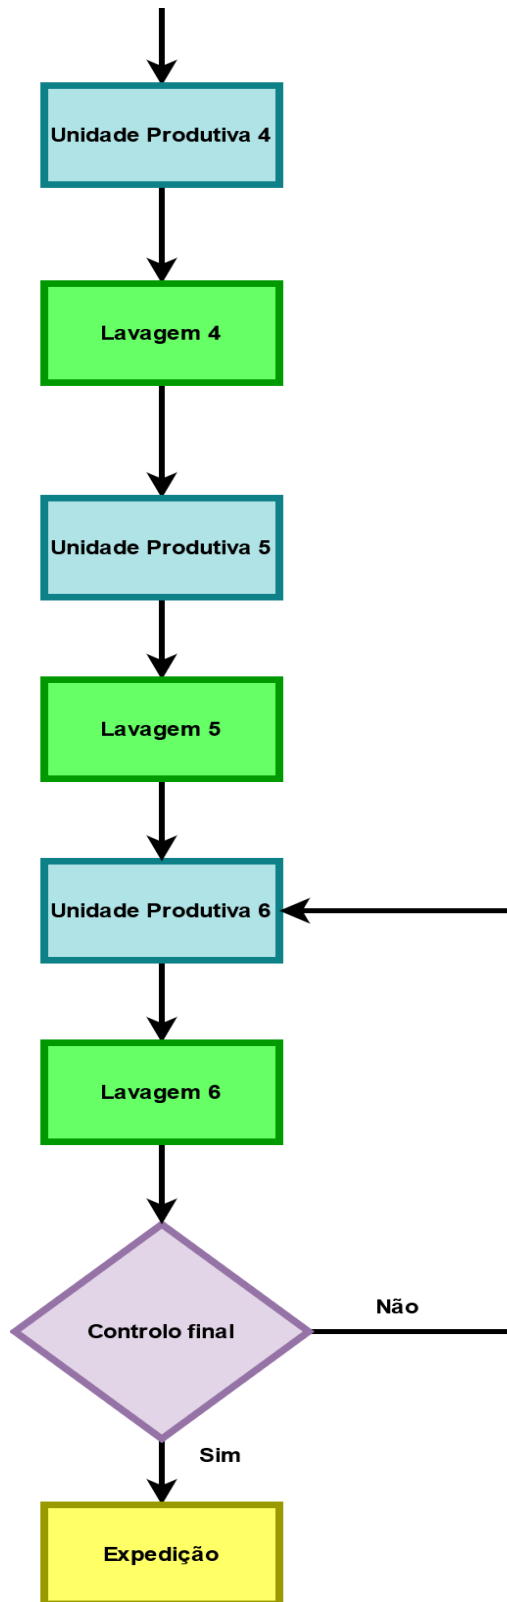 Unidade Produtiva 4
Lavagem 4
Unidade Produtiva 5
Lavagem 5
Unidade Produtiva 6
Lavagem 6
Não
Controlo final
Sim
Expedição